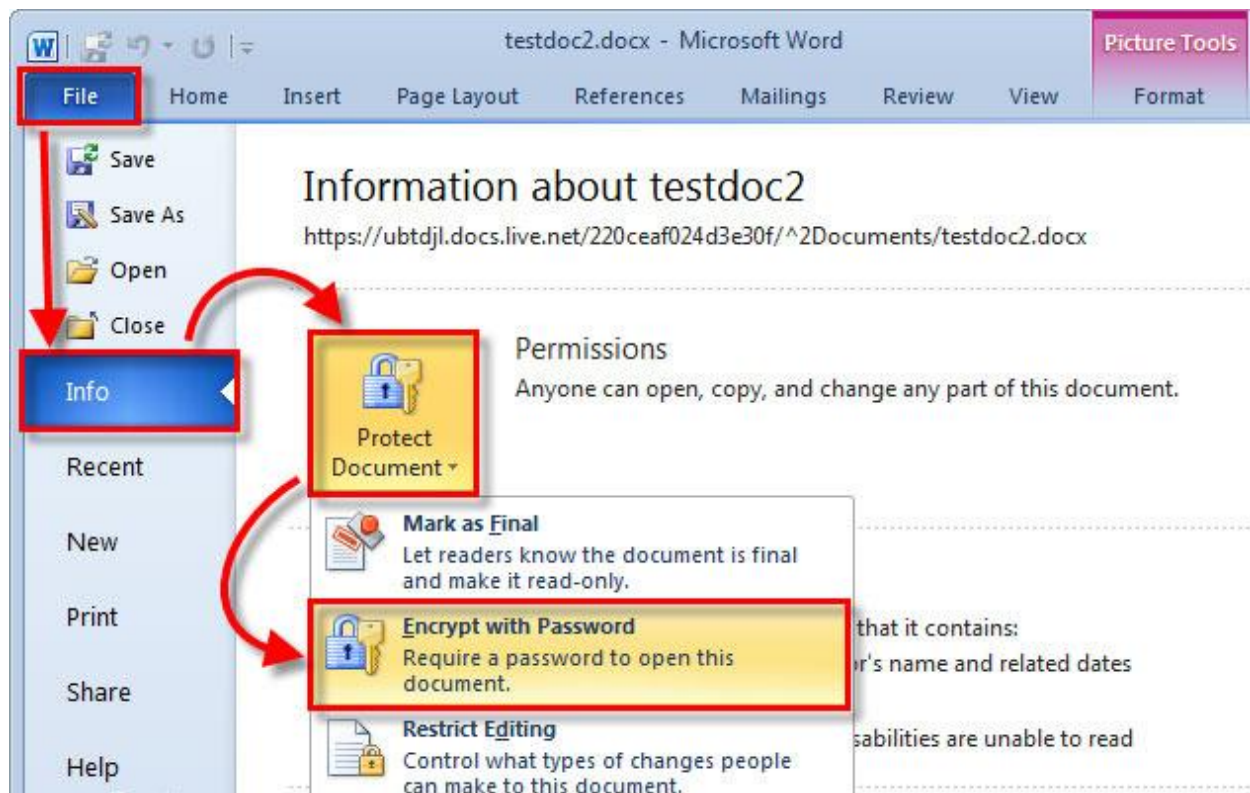 W
testdoc2.docx - Microsoft Word
Picture Tools
File Home Insert Page Layout References Mailings Review View Format
Save
Save As
Open
Close
Info
Recent
New
Print
Share
Help
Information about testdoc2
https://ubtdjl.docs.live.net/220ceaf024d3e30f/^2Documents/testdoc2.docx
Protect
Document
Permissions
Anyone can open, copy, and change any part of this document.
Mark as Final
Let readers know the document is final
and make it read-only.
Encrypt with Password
Require a password to open this
document.
Restrict Editing
Control what types of changes people
can make to this document.
that it contains:
r's name and related dates
sabilities are unable to read